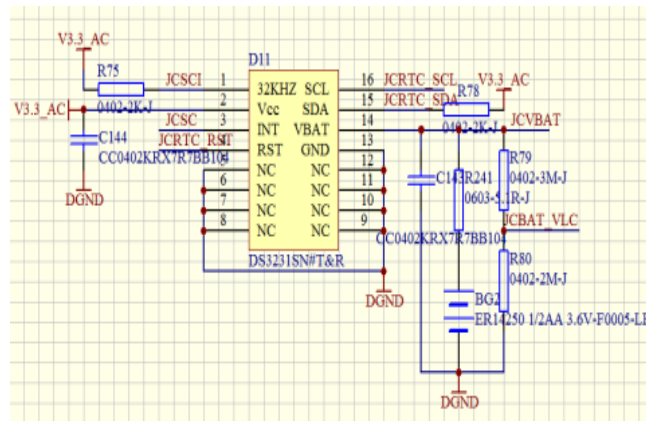 V3.3_AC
D11
R75
JCSCI
1
32KHZ
SCL
16
JCRTC_SCL
V3.3_AC
R78
V3.3_AC
0402-2K-J
2
Vcc
SDA
15
JCRTC_SDA
0402-2K-J
JCSC
3
INT
VBAT
14
JCVBAT
C144
JCRTC_RST
RST
GND
13
R79
CC0402KRX7R7BB104
5
NC
NC
12
C143
R241
0402-3M-J
6
NC
NC
11
0603-5.1R-J
DGND
7
NC
NC
10
JCBAT_VLC
8
NC
NC
9
CC0402KRX7R7BB104
DS3231SN#T&R
R80
0402-2M-J
DGND
BG2
ER14250 1/2AA 3.6V-F0005-LF
DGND